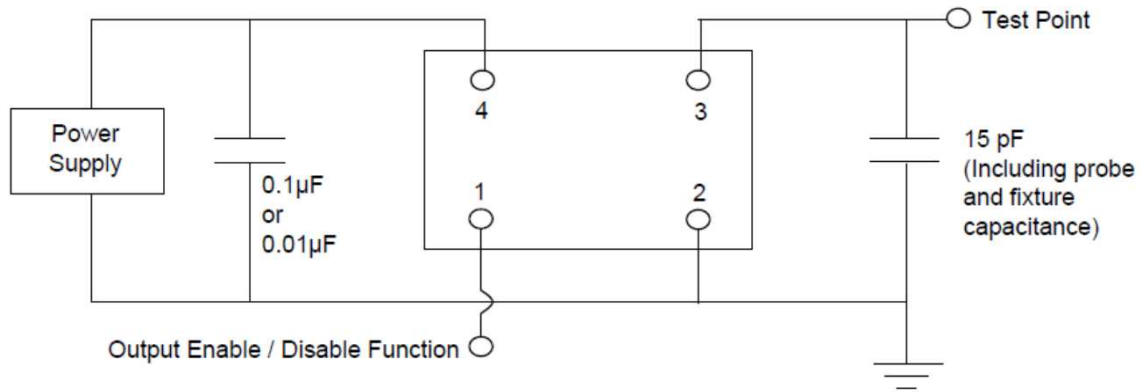 Test Point
4
3
Power
Supply
15 pF
(Including probe
and fixture
capacitance)
0.1µF
or
0.01µF
1
2
Output Enable / Disable Function